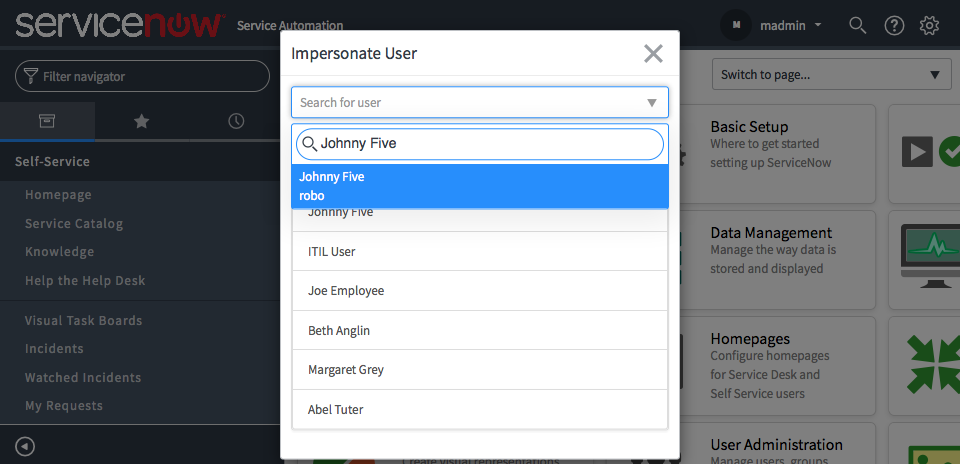 servicenow Service Automation
M madmin
Filter navigator
Self-Service
Homepage
Service Catalog
Knowledge
Help the Help Desk
Visual Task Boards
Incidents
Watched Incidents
My Requests
Impersonate User
Search for user
Johnny Five
Johnny Five
robo
Johnny Five
ITIL User
Joe Employee
Beth Anglin
Margaret Grey
Abel Tuter
Switch to page...
Basic Setup
Where to get started
setting up ServiceNow
Data Management
Manage the way data is
stored and displayed
Homepages
Configure homepages
for Service Desk and
Self Service users
User Administration
Manage users, groups,
Create visual representations